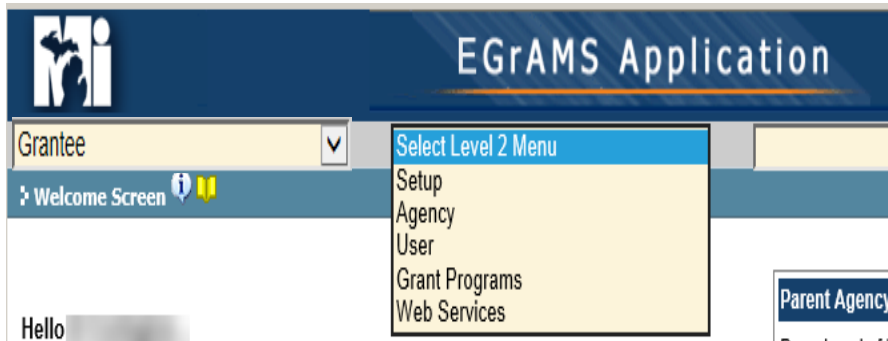 EGrAMS Application
Grantee
Select Level 2 Menu
Setup
Agency
User
Grant Programs
Web Services
Welcome Screen
Hello
Parent Agency